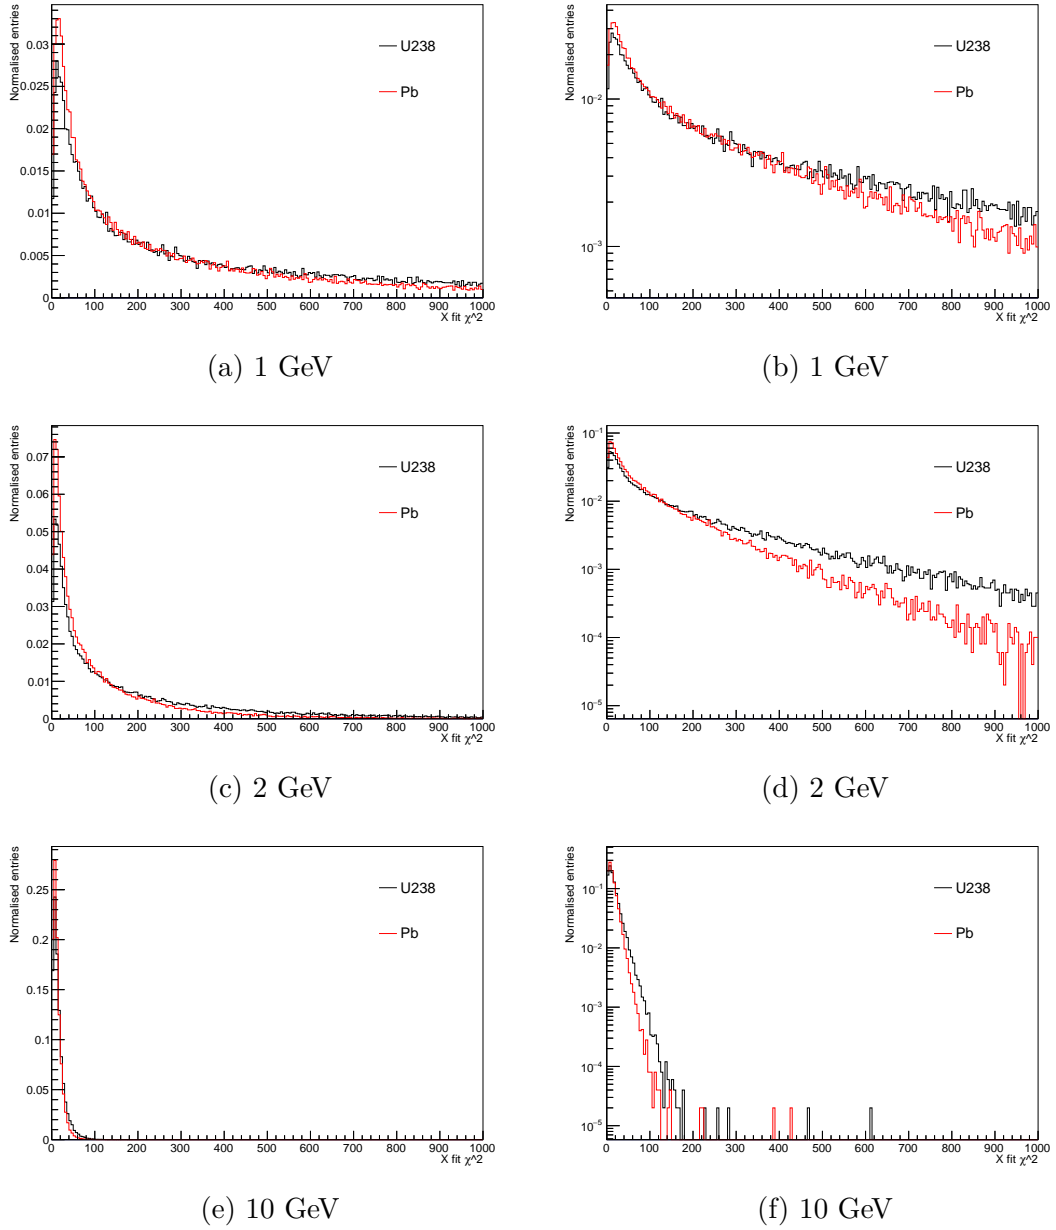 Normalised entries
0.03
0.025
0.02
0.015
0.01
0.005
0
U238
Pb
0 100 200 300 400 500 600 700 800 900 1000
X fit χ^2
(a) 1 GeV
Normalised entries
10⁻²
10⁻³
U238
Pb
0 100 200 300 400 500 600 700 800 900 1000
X fit χ^2
(b) 1 GeV
Normalised entries
0.07
0.06
0.05
0.04
0.03
0.02
0.01
0
U238
Pb
0 100 200 300 400 500 600 700 800 900 1000
X fit χ^2
(c) 2 GeV
Normalised entries
10⁻¹
10⁻²
10⁻³
10⁻⁴
10⁻⁵
U238
Pb
0 100 200 300 400 500 600 700 800 900 1000
X fit χ^2
(d) 2 GeV
Normalised entries
0.25
0.2
0.15
0.1
0.05
0
U238
Pb
0 100 200 300 400 500 600 700 800 900 1000
X fit χ^2
(e) 10 GeV
Normalised entries
10⁻¹
10⁻²
10⁻³
10⁻⁴
10⁻⁵
U238
Pb
0 100 200 300 400 500 600 700 800 900 1000
X fit χ^2
(f) 10 GeV